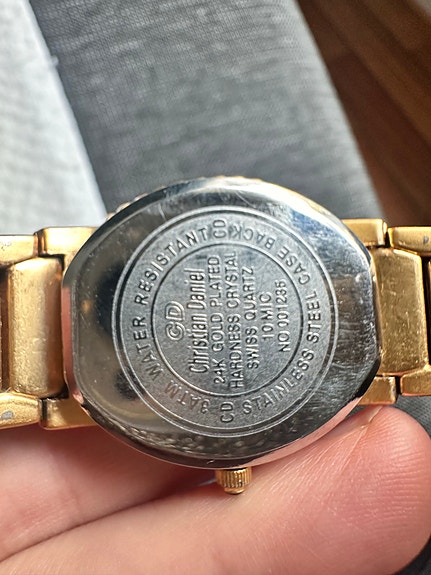 CD
Christian Daniel
24K GOLD PLATED
HARDNESS CRYSTAL
SWISS QUARTZ
10 MIC
NO 001235
3ATM WATER RESISTANT CD STAINLESS STEEL CASE BACK CD